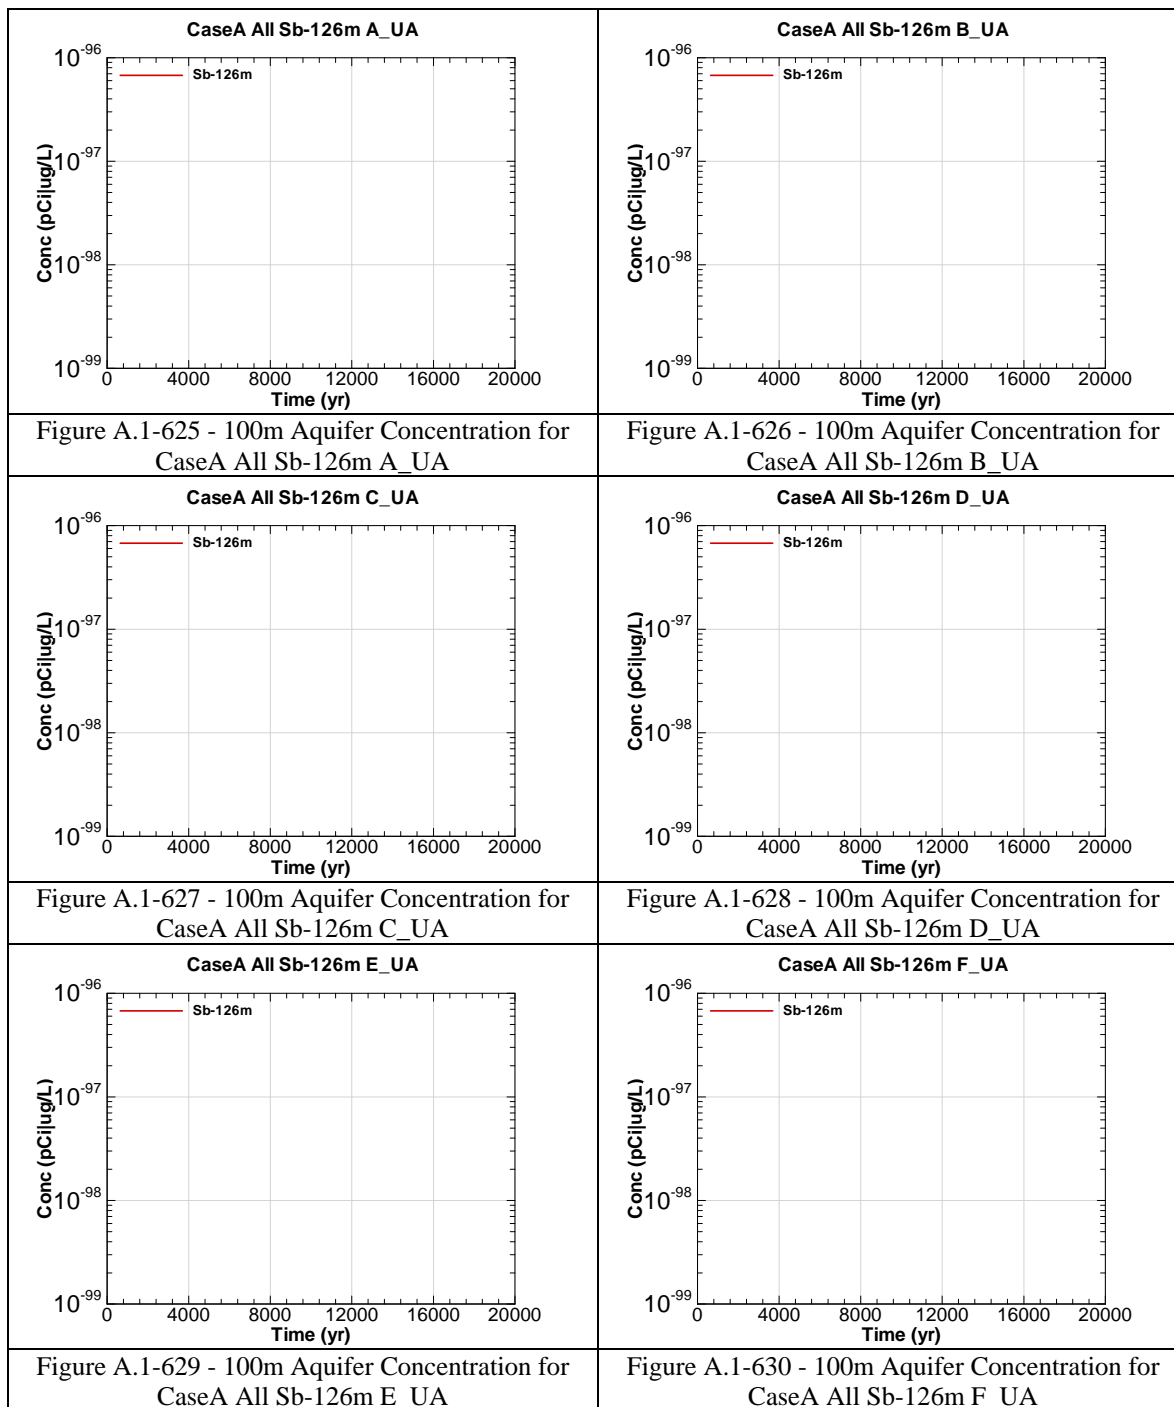 CaseA All Sb-126m A_UA
Sb-126m
10^-96
10^-97
10^-98
10^-99
Conc (pCi|ug/L)
0 4000 8000 12000 16000 20000
Time (yr)
Figure A.1-625 - 100m Aquifer Concentration for
CaseA All Sb-126m A_UA
CaseA All Sb-126m B_UA
Sb-126m
10^-96
10^-97
10^-98
10^-99
Conc (pCi|ug/L)
0 4000 8000 12000 16000 20000
Time (yr)
Figure A.1-626 - 100m Aquifer Concentration for
CaseA All Sb-126m B_UA
CaseA All Sb-126m C_UA
Sb-126m
10^-96
10^-97
10^-98
10^-99
Conc (pCi|ug/L)
0 4000 8000 12000 16000 20000
Time (yr)
Figure A.1-627 - 100m Aquifer Concentration for
CaseA All Sb-126m C_UA
CaseA All Sb-126m D_UA
Sb-126m
10^-96
10^-97
10^-98
10^-99
Conc (pCi|ug/L)
0 4000 8000 12000 16000 20000
Time (yr)
Figure A.1-628 - 100m Aquifer Concentration for
CaseA All Sb-126m D_UA
CaseA All Sb-126m E_UA
Sb-126m
10^-96
10^-97
10^-98
10^-99
Conc (pCi|ug/L)
0 4000 8000 12000 16000 20000
Time (yr)
Figure A.1-629 - 100m Aquifer Concentration for
CaseA All Sb-126m E_UA
CaseA All Sb-126m F_UA
Sb-126m
10^-96
10^-97
10^-98
10^-99
Conc (pCi|ug/L)
0 4000 8000 12000 16000 20000
Time (yr)
Figure A.1-630 - 100m Aquifer Concentration for
CaseA All Sb-126m F_UA